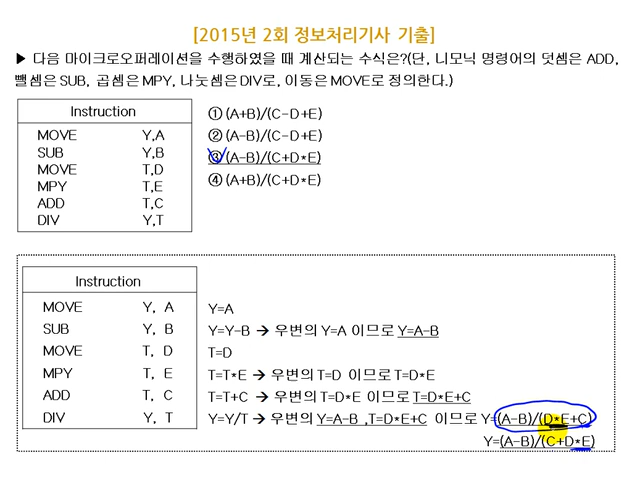 [2015년 2회 정보처리기사 기출]
▶ 다음 마이크로오퍼레이션을 수행하였을 때 계산되는 수식은?(단, 니모닉 명령어의 덧셈은 ADD,
뺄셈은 SUB, 곱셈은 MPY, 나눗셈은 DIV로, 이동은 MOVE로 정의한다.)
Instruction
MOVE Y,A
SUB Y,B
MOVE T,D
MPY T,E
ADD T,C
DIV Y,T
① (A+B)/(C-D+E)
② (A-B)/(C-D+E)
③ (A-B)/(C+D*E)
④ (A+B)/(C+D*E)
Instruction
MOVE Y, A Y=A
SUB Y, B Y=Y-B → 우변의 Y=A 이므로 Y=A-B
MOVE T, D T=D
MPY T, E T=T*E → 우변의 T=D 이므로 T=D*E
ADD T, C T=T+C → 우변의 T=D*E 이므로 T=D*E+C
DIV Y, T Y=Y/T → 우변의 Y=A-B ,T=D*E+C 이므로 Y=(A-B)/(D*E+C)
Y=(A-B)/(C+D*E)